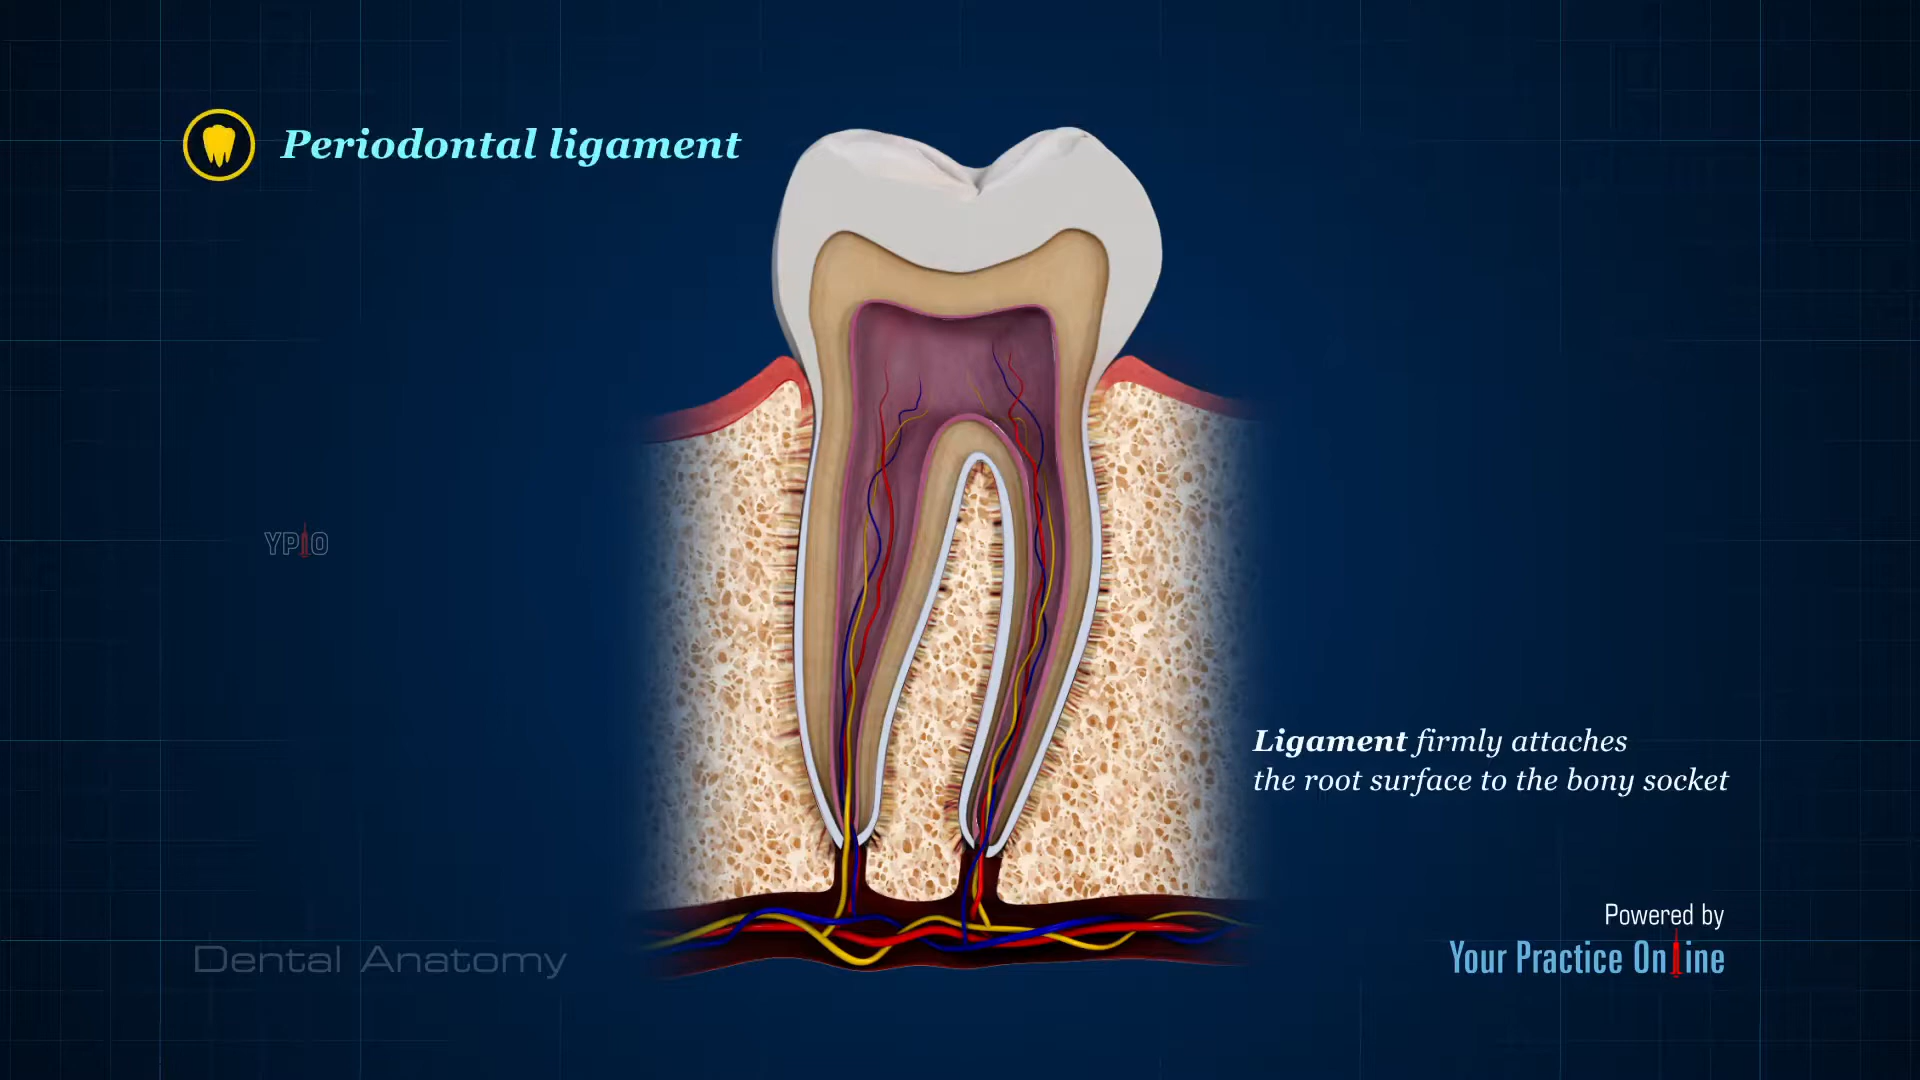 Periodontal ligament
YPIO
Ligament firmly attaches
the root surface to the bony socket
Powered by
Your Practice Online
Dental Anatomy